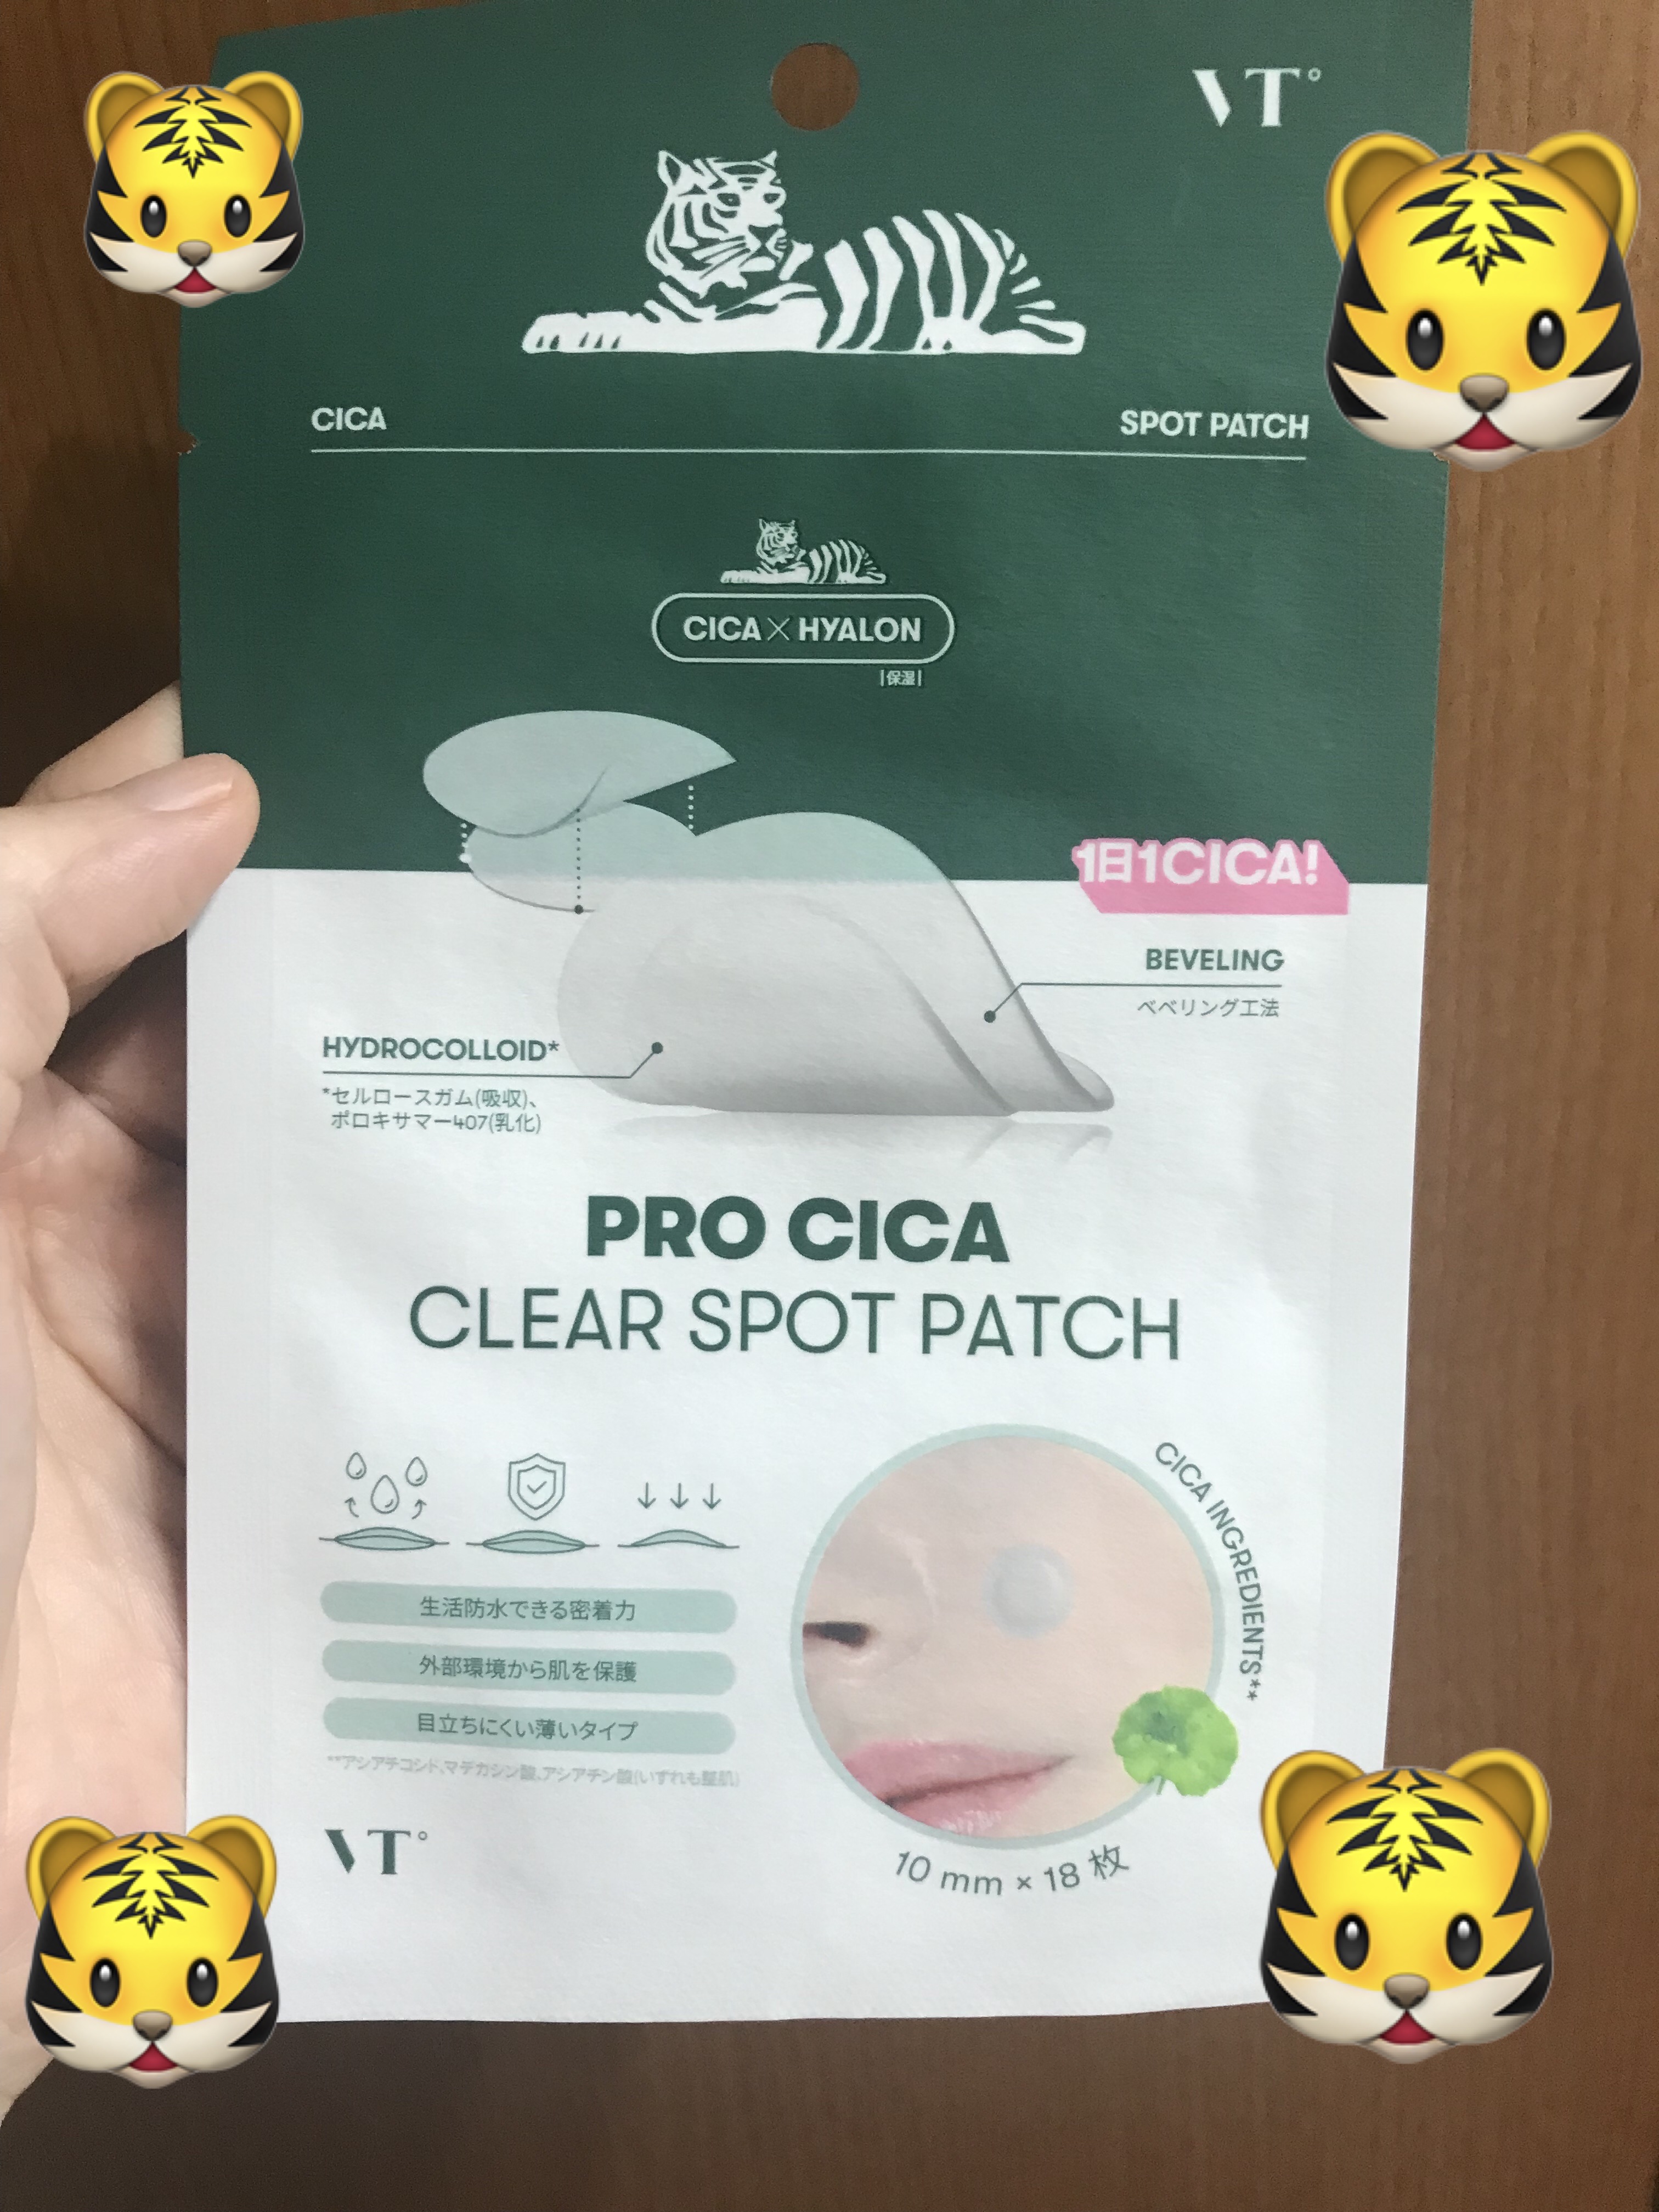 VT°
CICA
SPOT PATCH
CICA×HYALON
|保湿|
1日1CICA!
BEVELING
ベベリング工法
HYDROCOLLOID*
*セルロースガム(吸収)、
ポロキサマー407(乳化)
PRO CICA
CLEAR SPOT PATCH
CICA INGREDIENTS**
生活防水できる密着力
外部環境から肌を保護
目立ちにくい薄いタイプ
**アシアチコシド、マデカシン酸、アシアチン酸(いずれも整肌)
VT°
10 mm × 18 枚